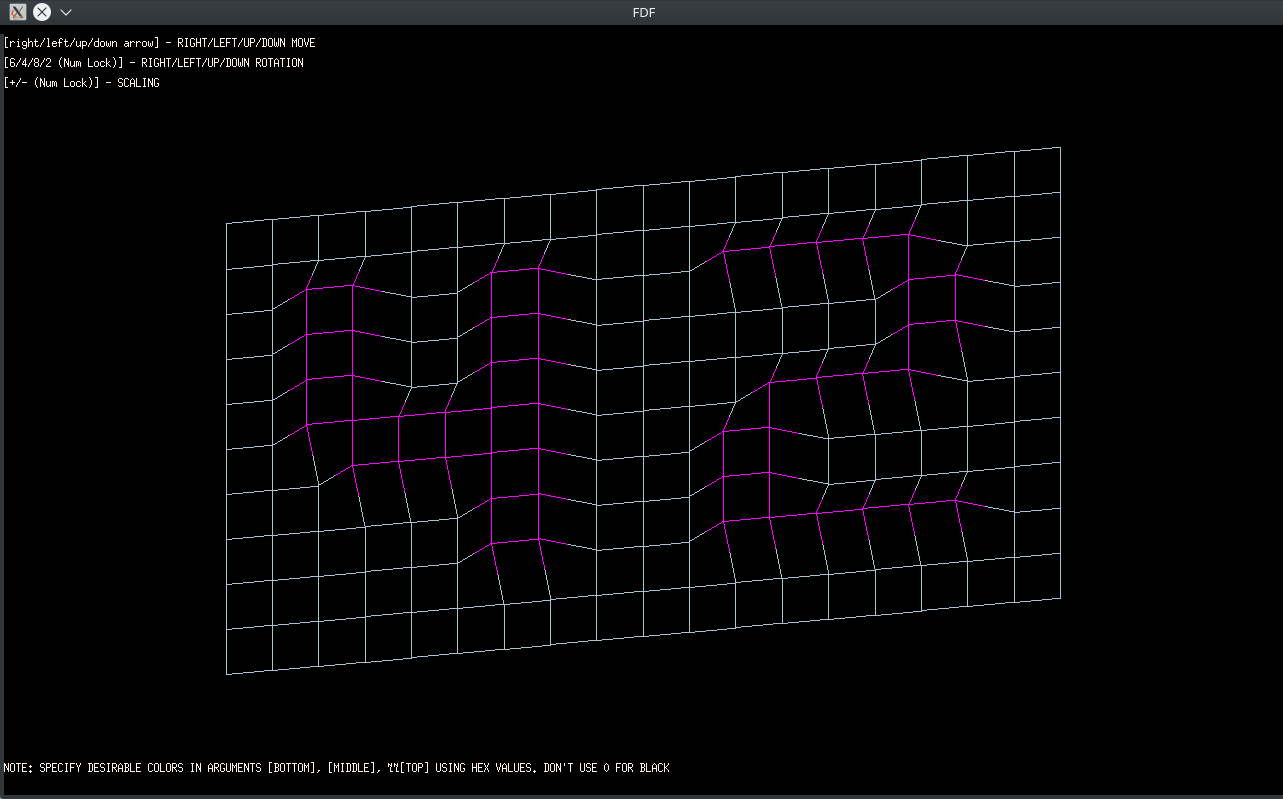 FDF
[right/left/up/down arrow] - RIGHT/LEFT/UP/DOWN MOVE
[6/4/8/2 (Num Lock)] - RIGHT/LEFT/UP/DOWN ROTATION
[+/- (Num Lock)] - SCALING
42
NOTE: SPECIFY DESIRABLE COLORS IN ARGUMENTS [BOTTOM], [MIDDLE], [TOP] USING HEX VALUES. DON'T USE 0 FOR BLACK